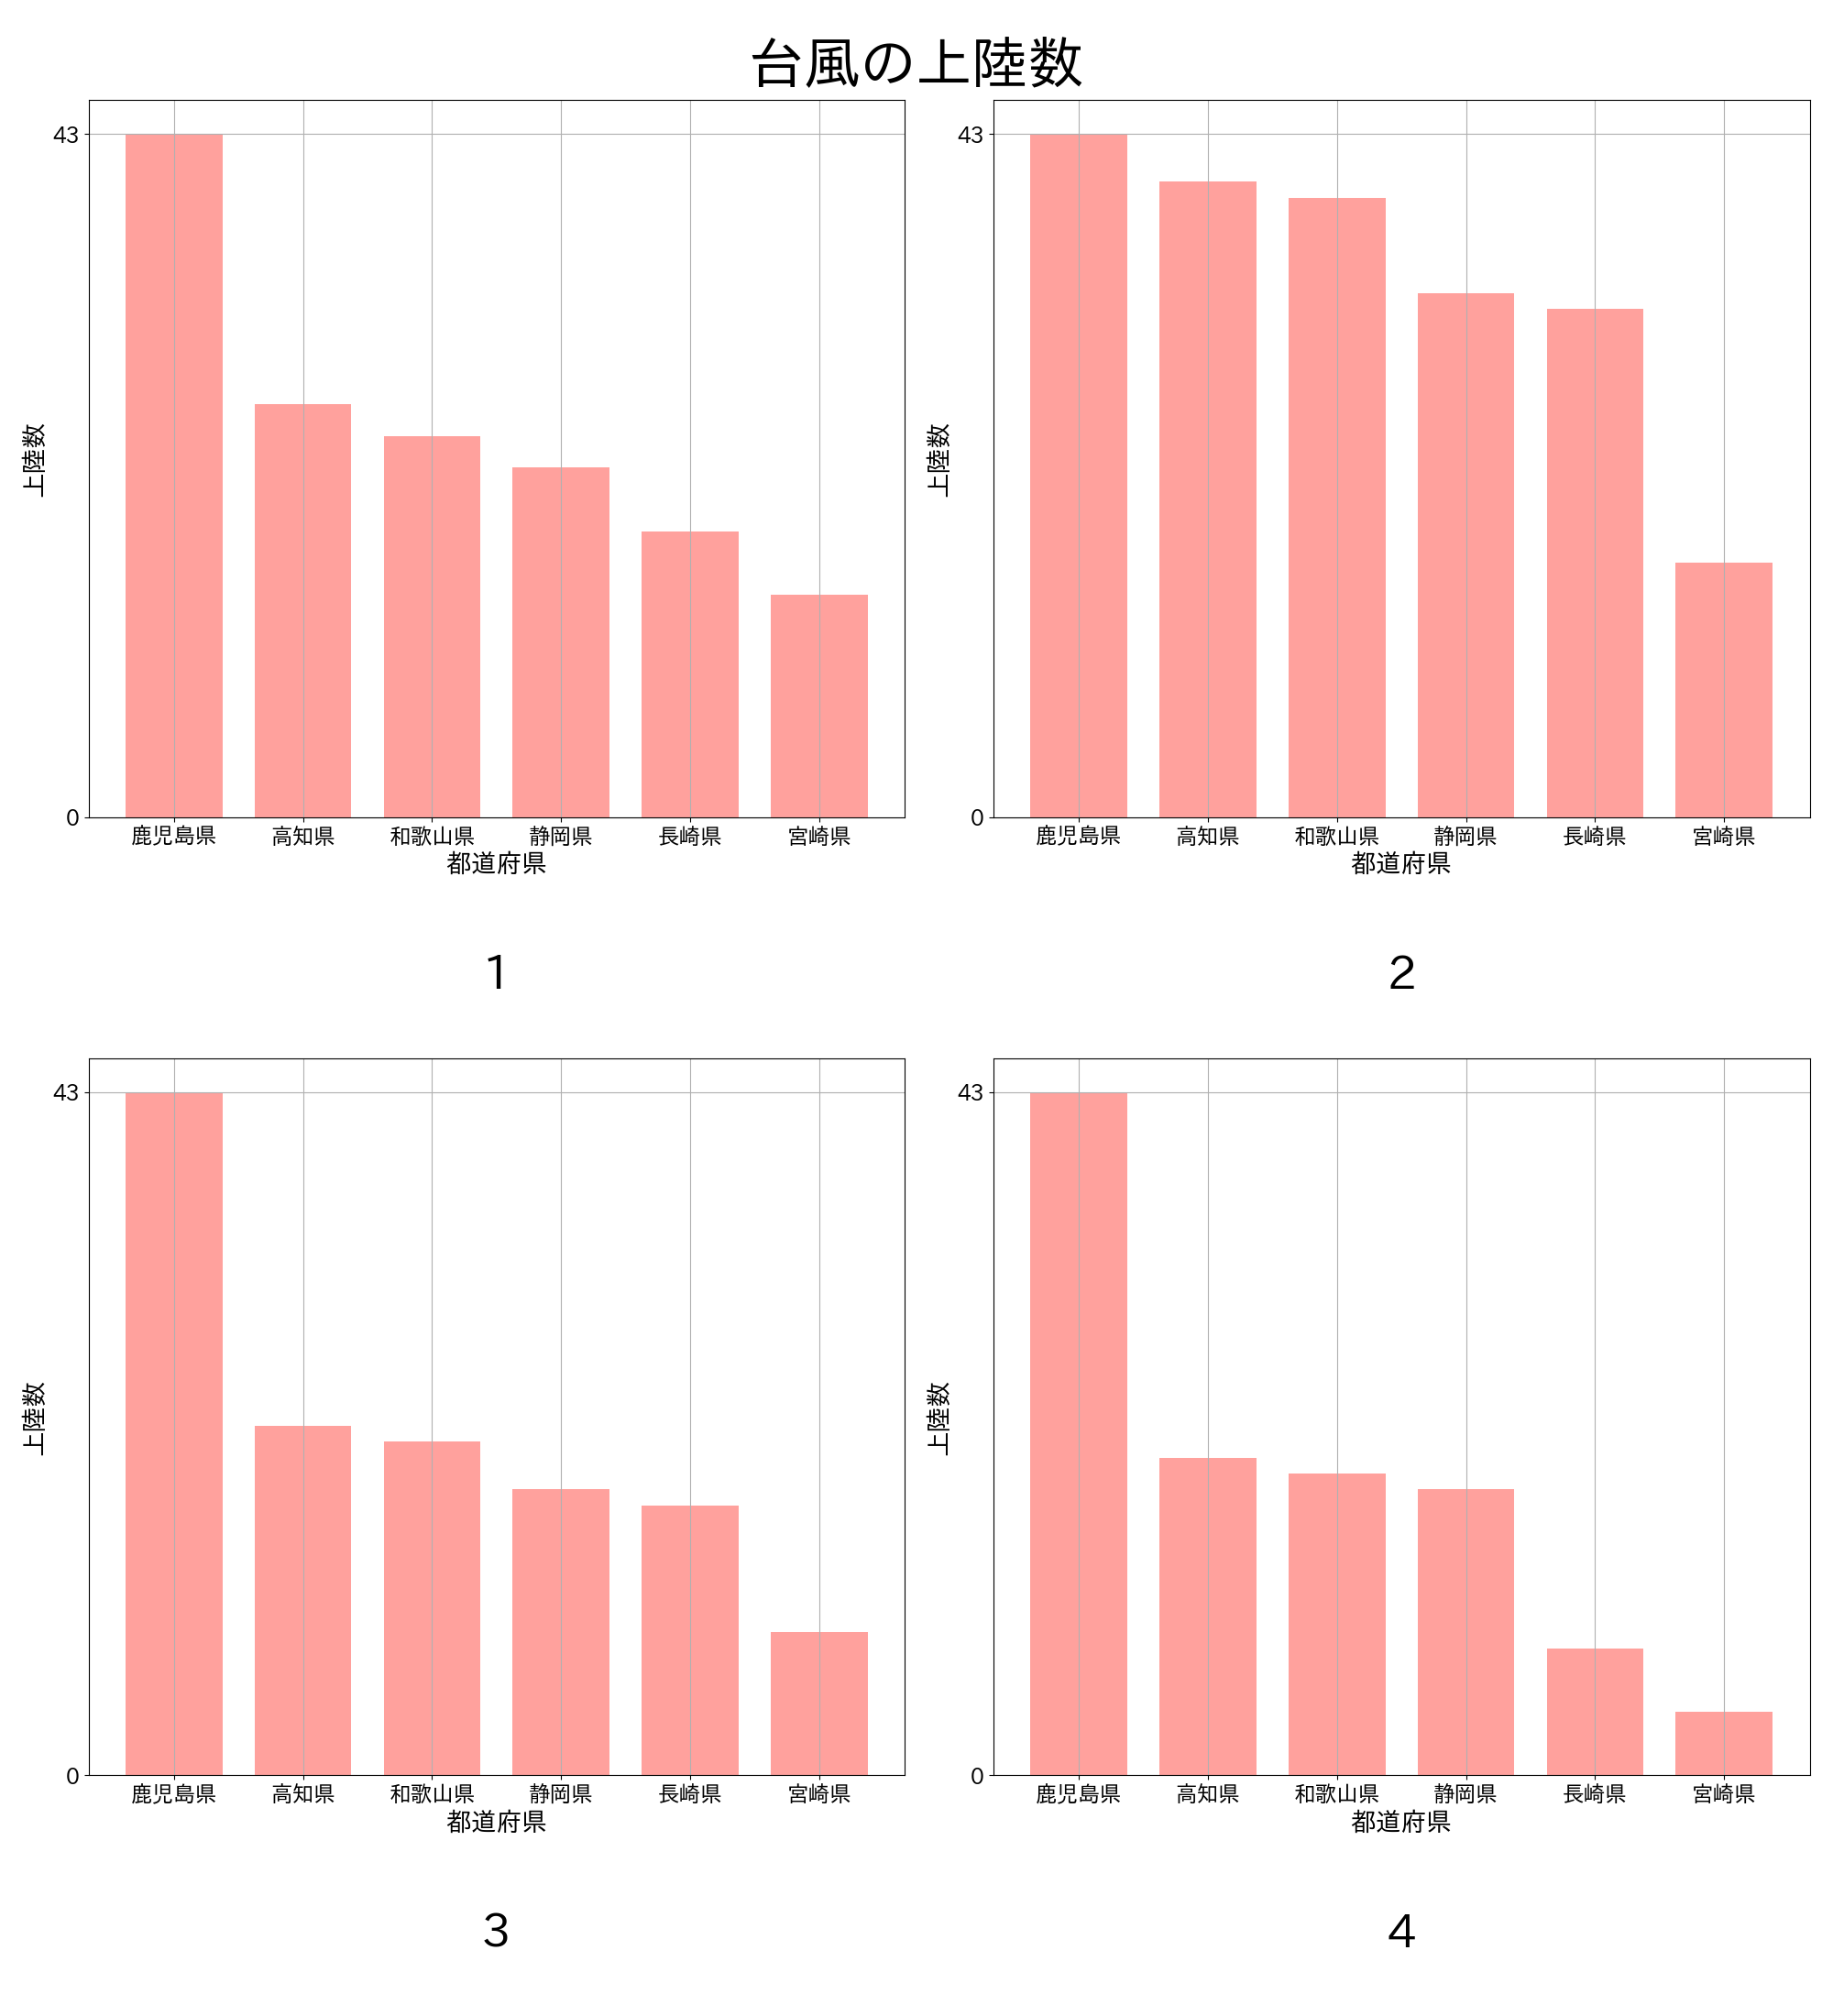 台風の上陸数
43
0
上陸数
鹿児島県 高知県 和歌山県 静岡県 長崎県 宮崎県
都道府県
1
43
0
上陸数
鹿児島県 高知県 和歌山県 静岡県 長崎県 宮崎県
都道府県
2
43
0
上陸数
鹿児島県 高知県 和歌山県 静岡県 長崎県 宮崎県
都道府県
3
43
0
上陸数
鹿児島県 高知県 和歌山県 静岡県 長崎県 宮崎県
都道府県
4